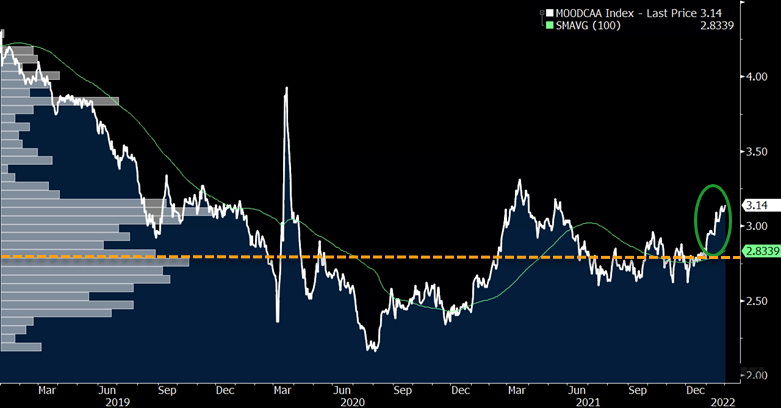 MOODCAA Index - Last Price 3.14
SMAVG (100) 2.8339
4.00
3.50
3.14
3.00
2.8339
2.50
2.00
Mar Jun Sep Dec Mar Jun Sep Dec Mar Jun Sep Dec
2019 2020 2021 2022